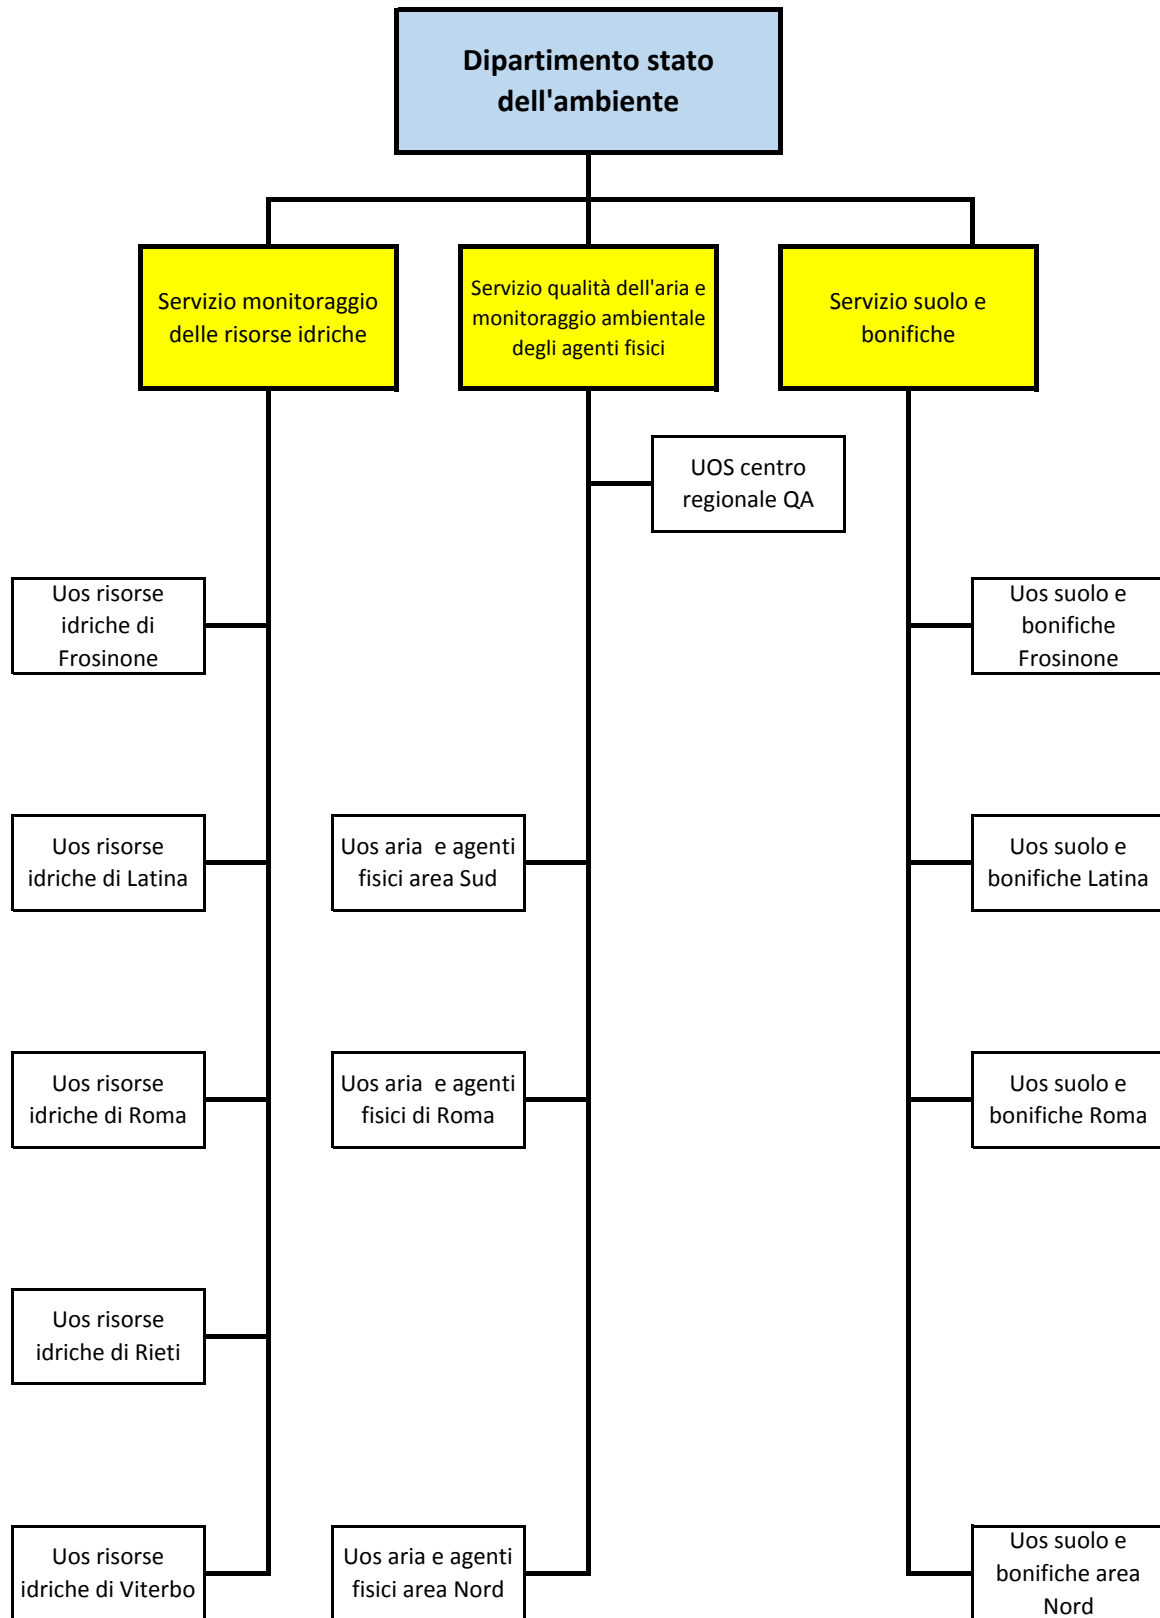 Dipartimento stato
dell'ambiente
Servizio monitoraggio
delle risorse idriche
Servizio qualità dell'aria e
monitoraggio ambientale
degli agenti fisici
Servizio suolo e
bonifiche
UOS centro
regionale QA
Uos risorse
idriche di
Frosinone
Uos suolo e
bonifiche
Frosinone
Uos risorse
idriche di Latina
Uos aria  e agenti
fisici area Sud
Uos suolo e
bonifiche Latina
Uos risorse
idriche di Roma
Uos aria  e agenti
fisici di Roma
Uos suolo e
bonifiche Roma
Uos risorse
idriche di Rieti
Uos risorse
idriche di Viterbo
Uos aria e agenti
fisici area Nord
Uos suolo e
bonifiche area
Nord